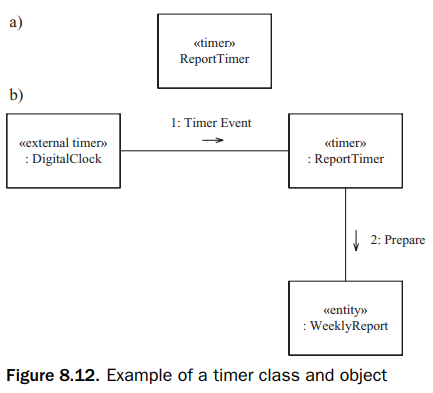 a)
«timer»
ReportTimer
b)
1: Timer Event
«external timer»
: DigitalClock
«timer»
: ReportTimer
2: Prepare
«entity»
: WeeklyReport
Figure 8.12. Example of a timer class and object